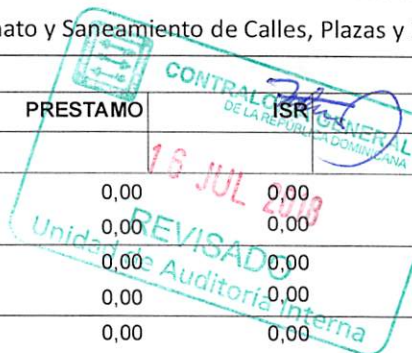 nato y Saneamiento de Calles, Plazas y
CONTRALORIA GENERAL
DE LA REPUBLICA DOMINICANA
PRESTAMO ISR
16 JUL 2018
0,00 0,00
0,00 0,00
REVISADO
0,00 0,00
Unidad de Auditoría Interna
0,00 0,00
0,00 0,00